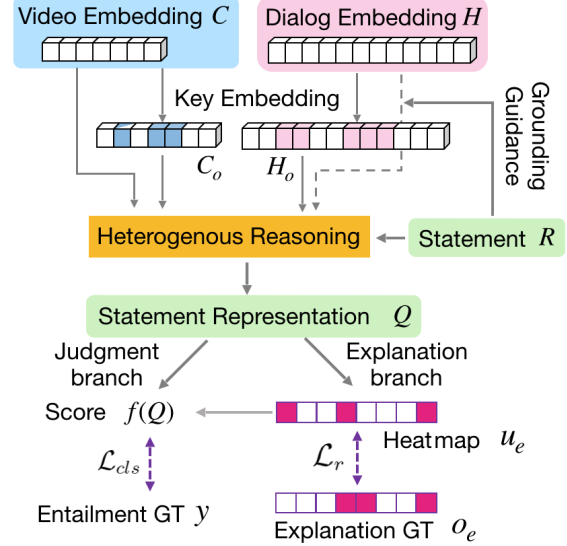 Video Embedding C
Dialog Embedding H
Key Embedding
Grounding
Guidance
C_o
H_o
Heterogenous Reasoning
Statement R
Statement Representation Q
Judgment
branch
Explanation
branch
Score f(Q)
Heatmap u_e
ℒ_cls
ℒ_r
Entailment GT y
Explanation GT o_e